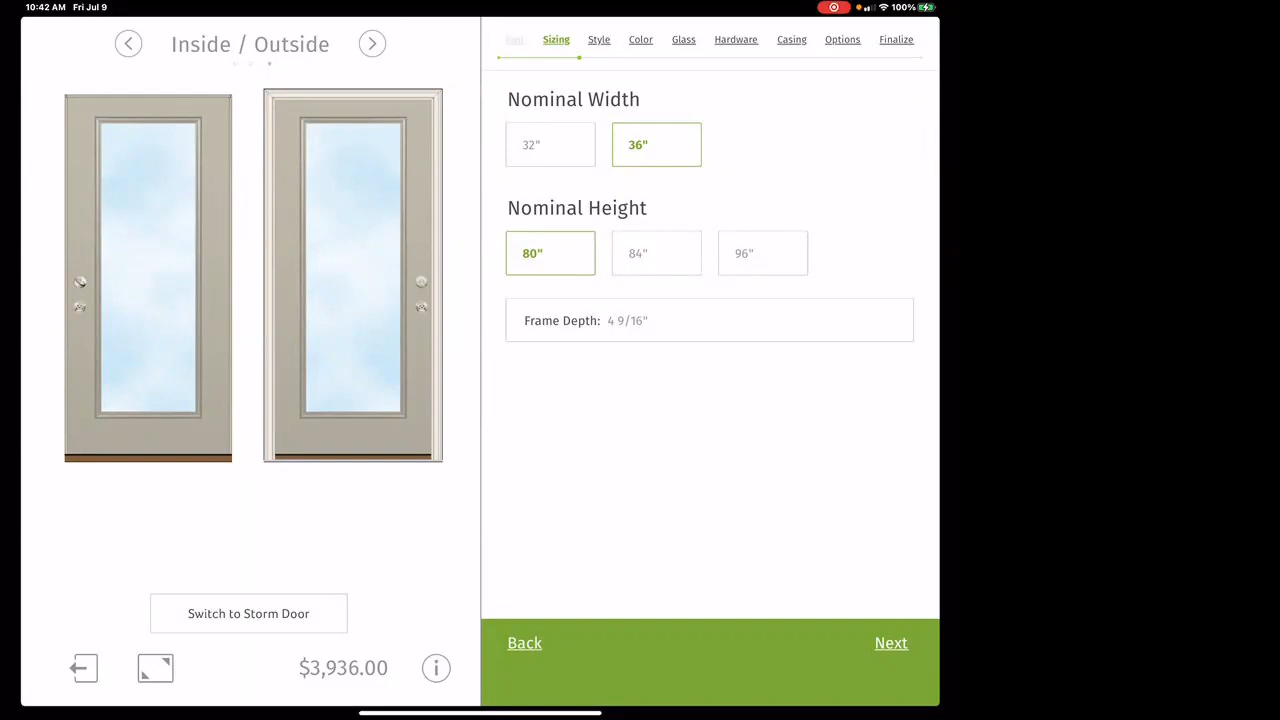 10:42 AM Fri Jul 9
100%
Inside / Outside
Sizing Style Color Glass Hardware Casing Options Finalize
Nominal Width
32" 36"
Nominal Height
80" 84" 96"
Frame Depth: 4 9/16"
Switch to Storm Door
$3,936.00
Back Next